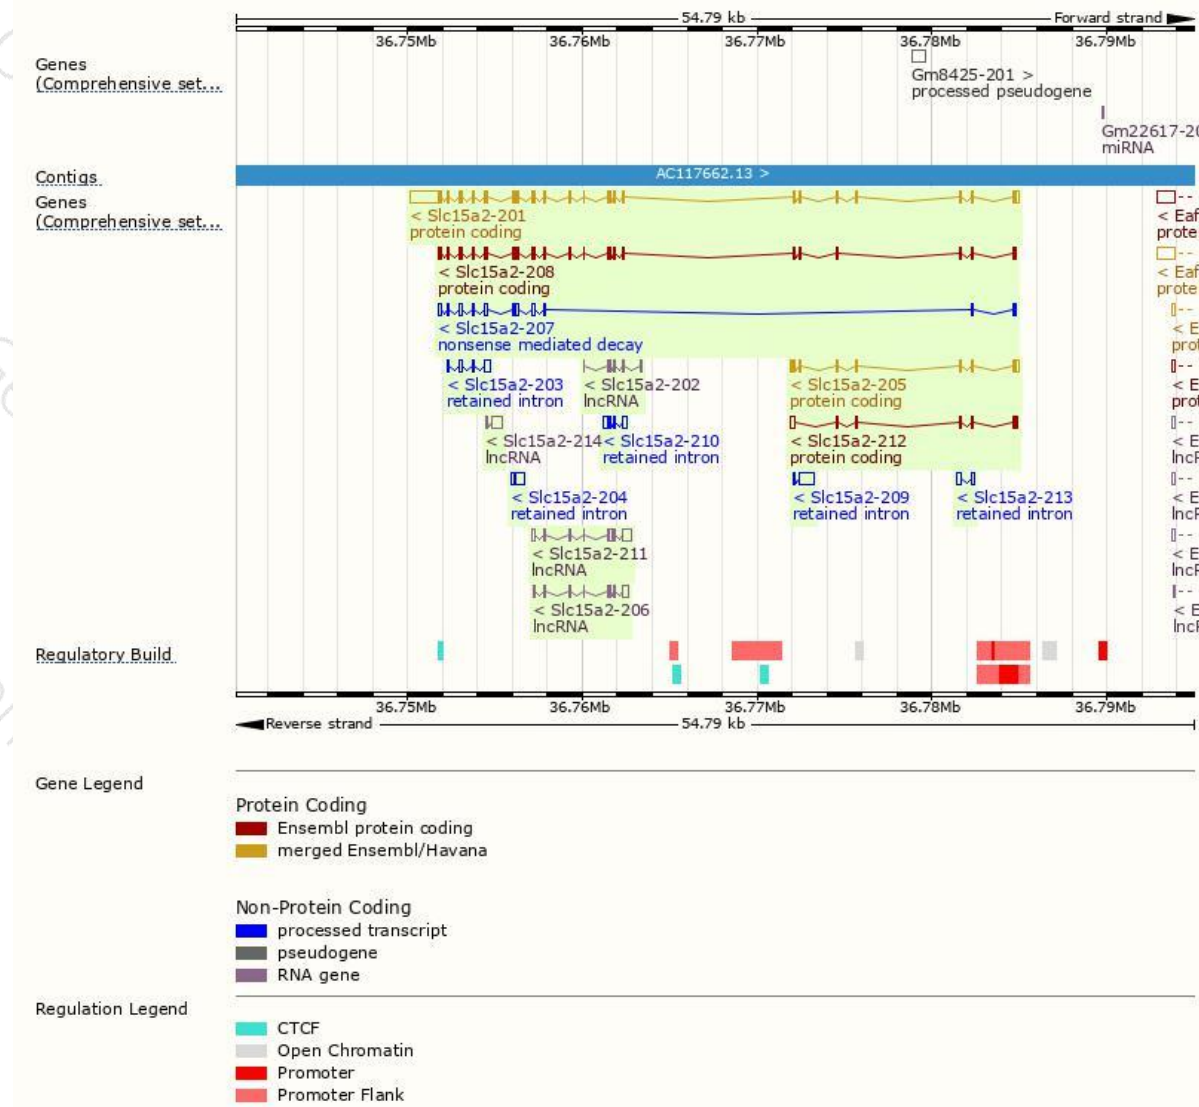 54.79 kb Forward strand
36.75Mb 36.76Mb 36.77Mb 36.78Mb 36.79Mb
Genes
(Comprehensive set...
Gm8425-201 >
processed pseudogene
Gm22617-20
miRNA
Contigs
AC117662.13 >
Genes
(Comprehensive set...
< Slc15a2-201 < Eaf
protein coding prote
< Slc15a2-208 < Eaf
protein coding prote
< Slc15a2-207 < E
nonsense mediated decay prot
< Slc15a2-203 < Slc15a2-202 < Slc15a2-205 < E
retained intron lncRNA protein coding prot
< Slc15a2-214 < Slc15a2-210 < Slc15a2-212 < E
lncRNA retained intron protein coding lncR
< Slc15a2-204 < Slc15a2-209 < Slc15a2-213 < E
retained intron retained intron retained intron lncR
< Slc15a2-211 < E
lncRNA lncR
< Slc15a2-206 < E
lncRNA lncR
Regulatory Build
36.75Mb 36.76Mb 36.77Mb 36.78Mb 36.79Mb
Reverse strand 54.79 kb
Gene Legend
Protein Coding
Ensembl protein coding
merged Ensembl/Havana
Non-Protein Coding
processed transcript
pseudogene
RNA gene
Regulation Legend
CTCF
Open Chromatin
Promoter
Promoter Flank